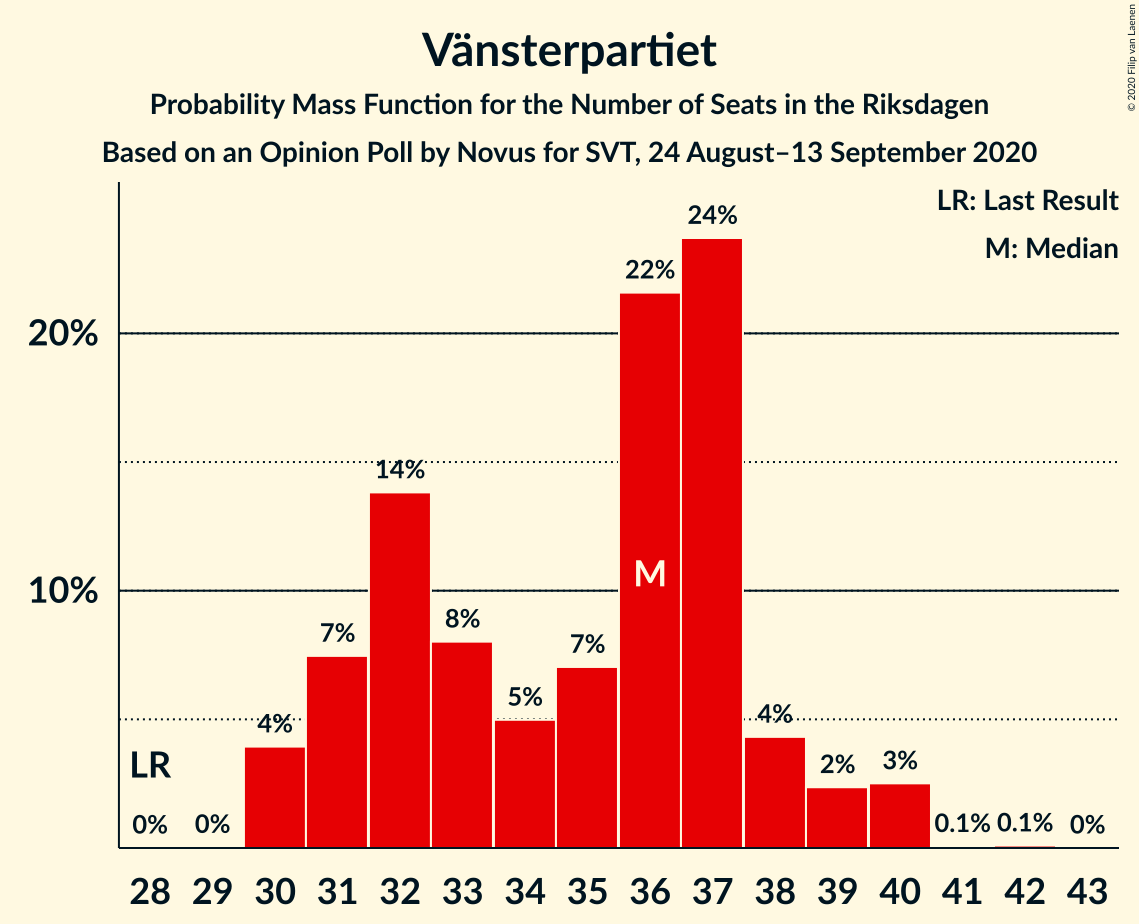 Vänsterpartiet
Probability Mass Function for the Number of Seats in the Riksdagen
Based on an Opinion Poll by Novus for SVT, 24 August–13 September 2020
© 2020 Filip van Laenen
LR: Last Result
M: Median
24%
22%
20%
14%
M
10%
8%
7%
7%
5%
4%
4%
LR
2%
3%
0%
0%
0.1%
0.1%
0%
28 29 30 31 32 33 34 35 36 37 38 39 40 41 42 43